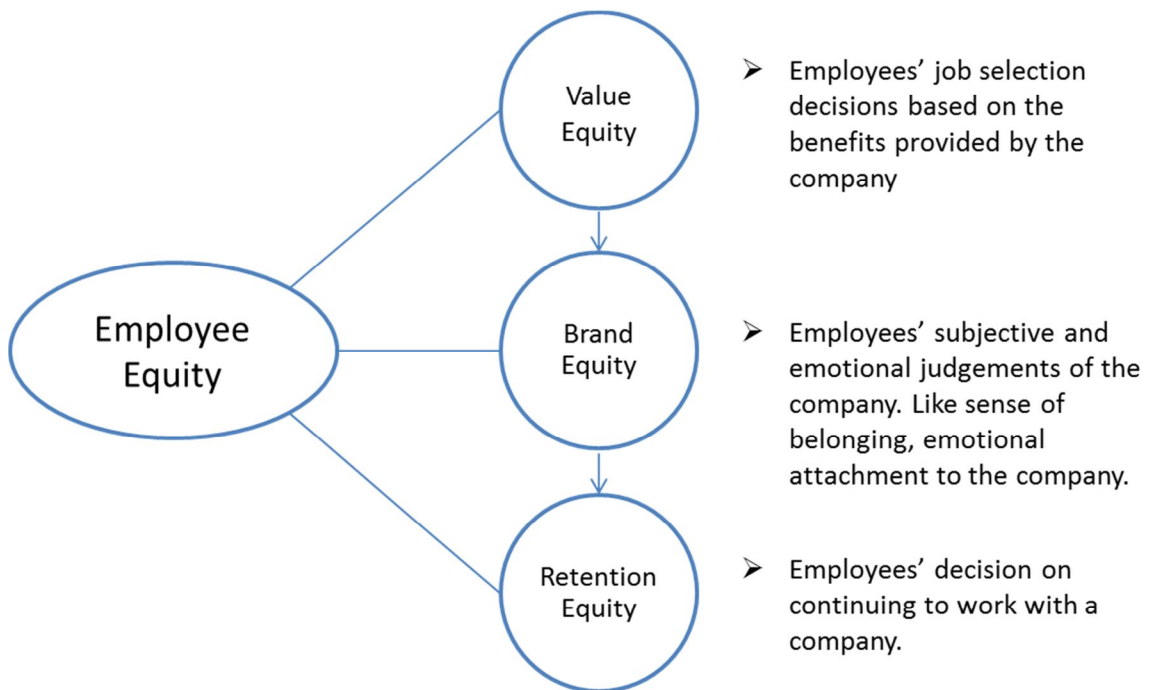 Value
Equity
➢ Employees’ job selection
decisions based on the
benefits provided by the
company
Employee
Equity
Brand
Equity
➢ Employees’ subjective and
emotional judgements of the
company. Like sense of
belonging, emotional
attachment to the company.
Retention
Equity
➢ Employees’ decision on
continuing to work with a
company.